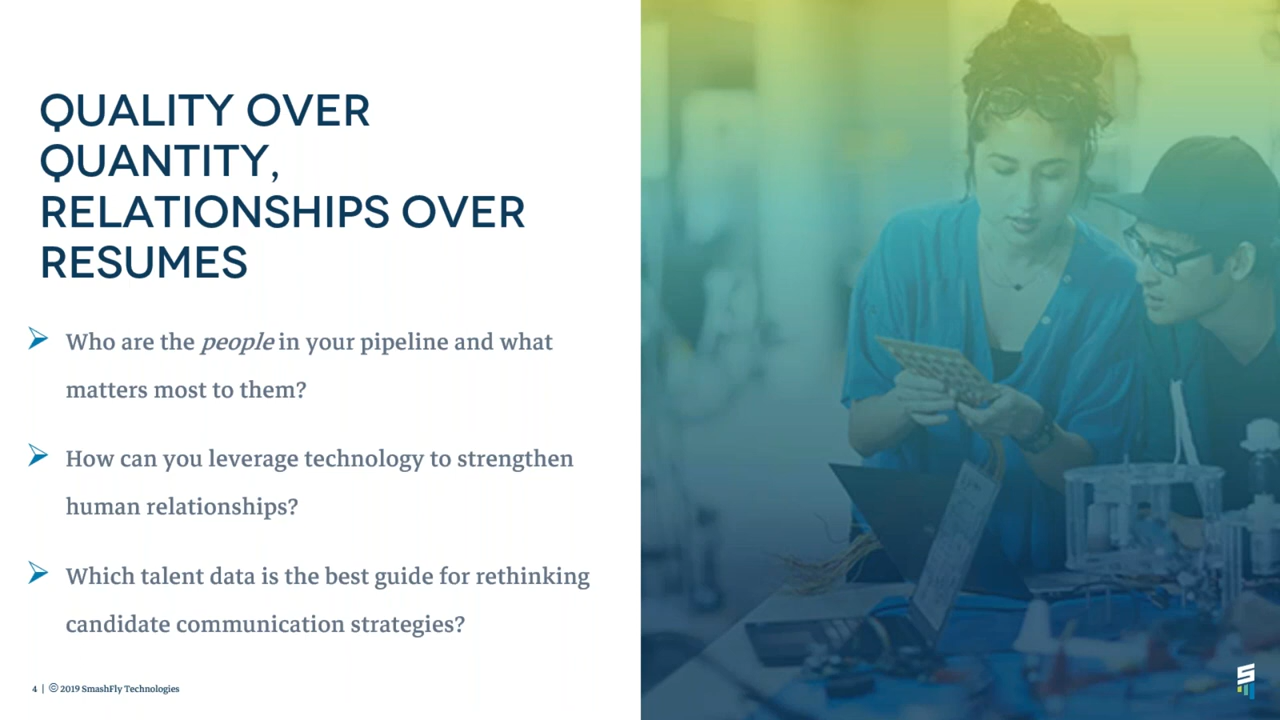 QUALITY OVER
QUANTITY,
RELATIONSHIPS OVER
RESUMES
Who are the people in your pipeline and what
matters most to them?
How can you leverage technology to strengthen
human relationships?
Which talent data is the best guide for rethinking
candidate communication strategies?
4 | © 2019 SmashFly Technologies